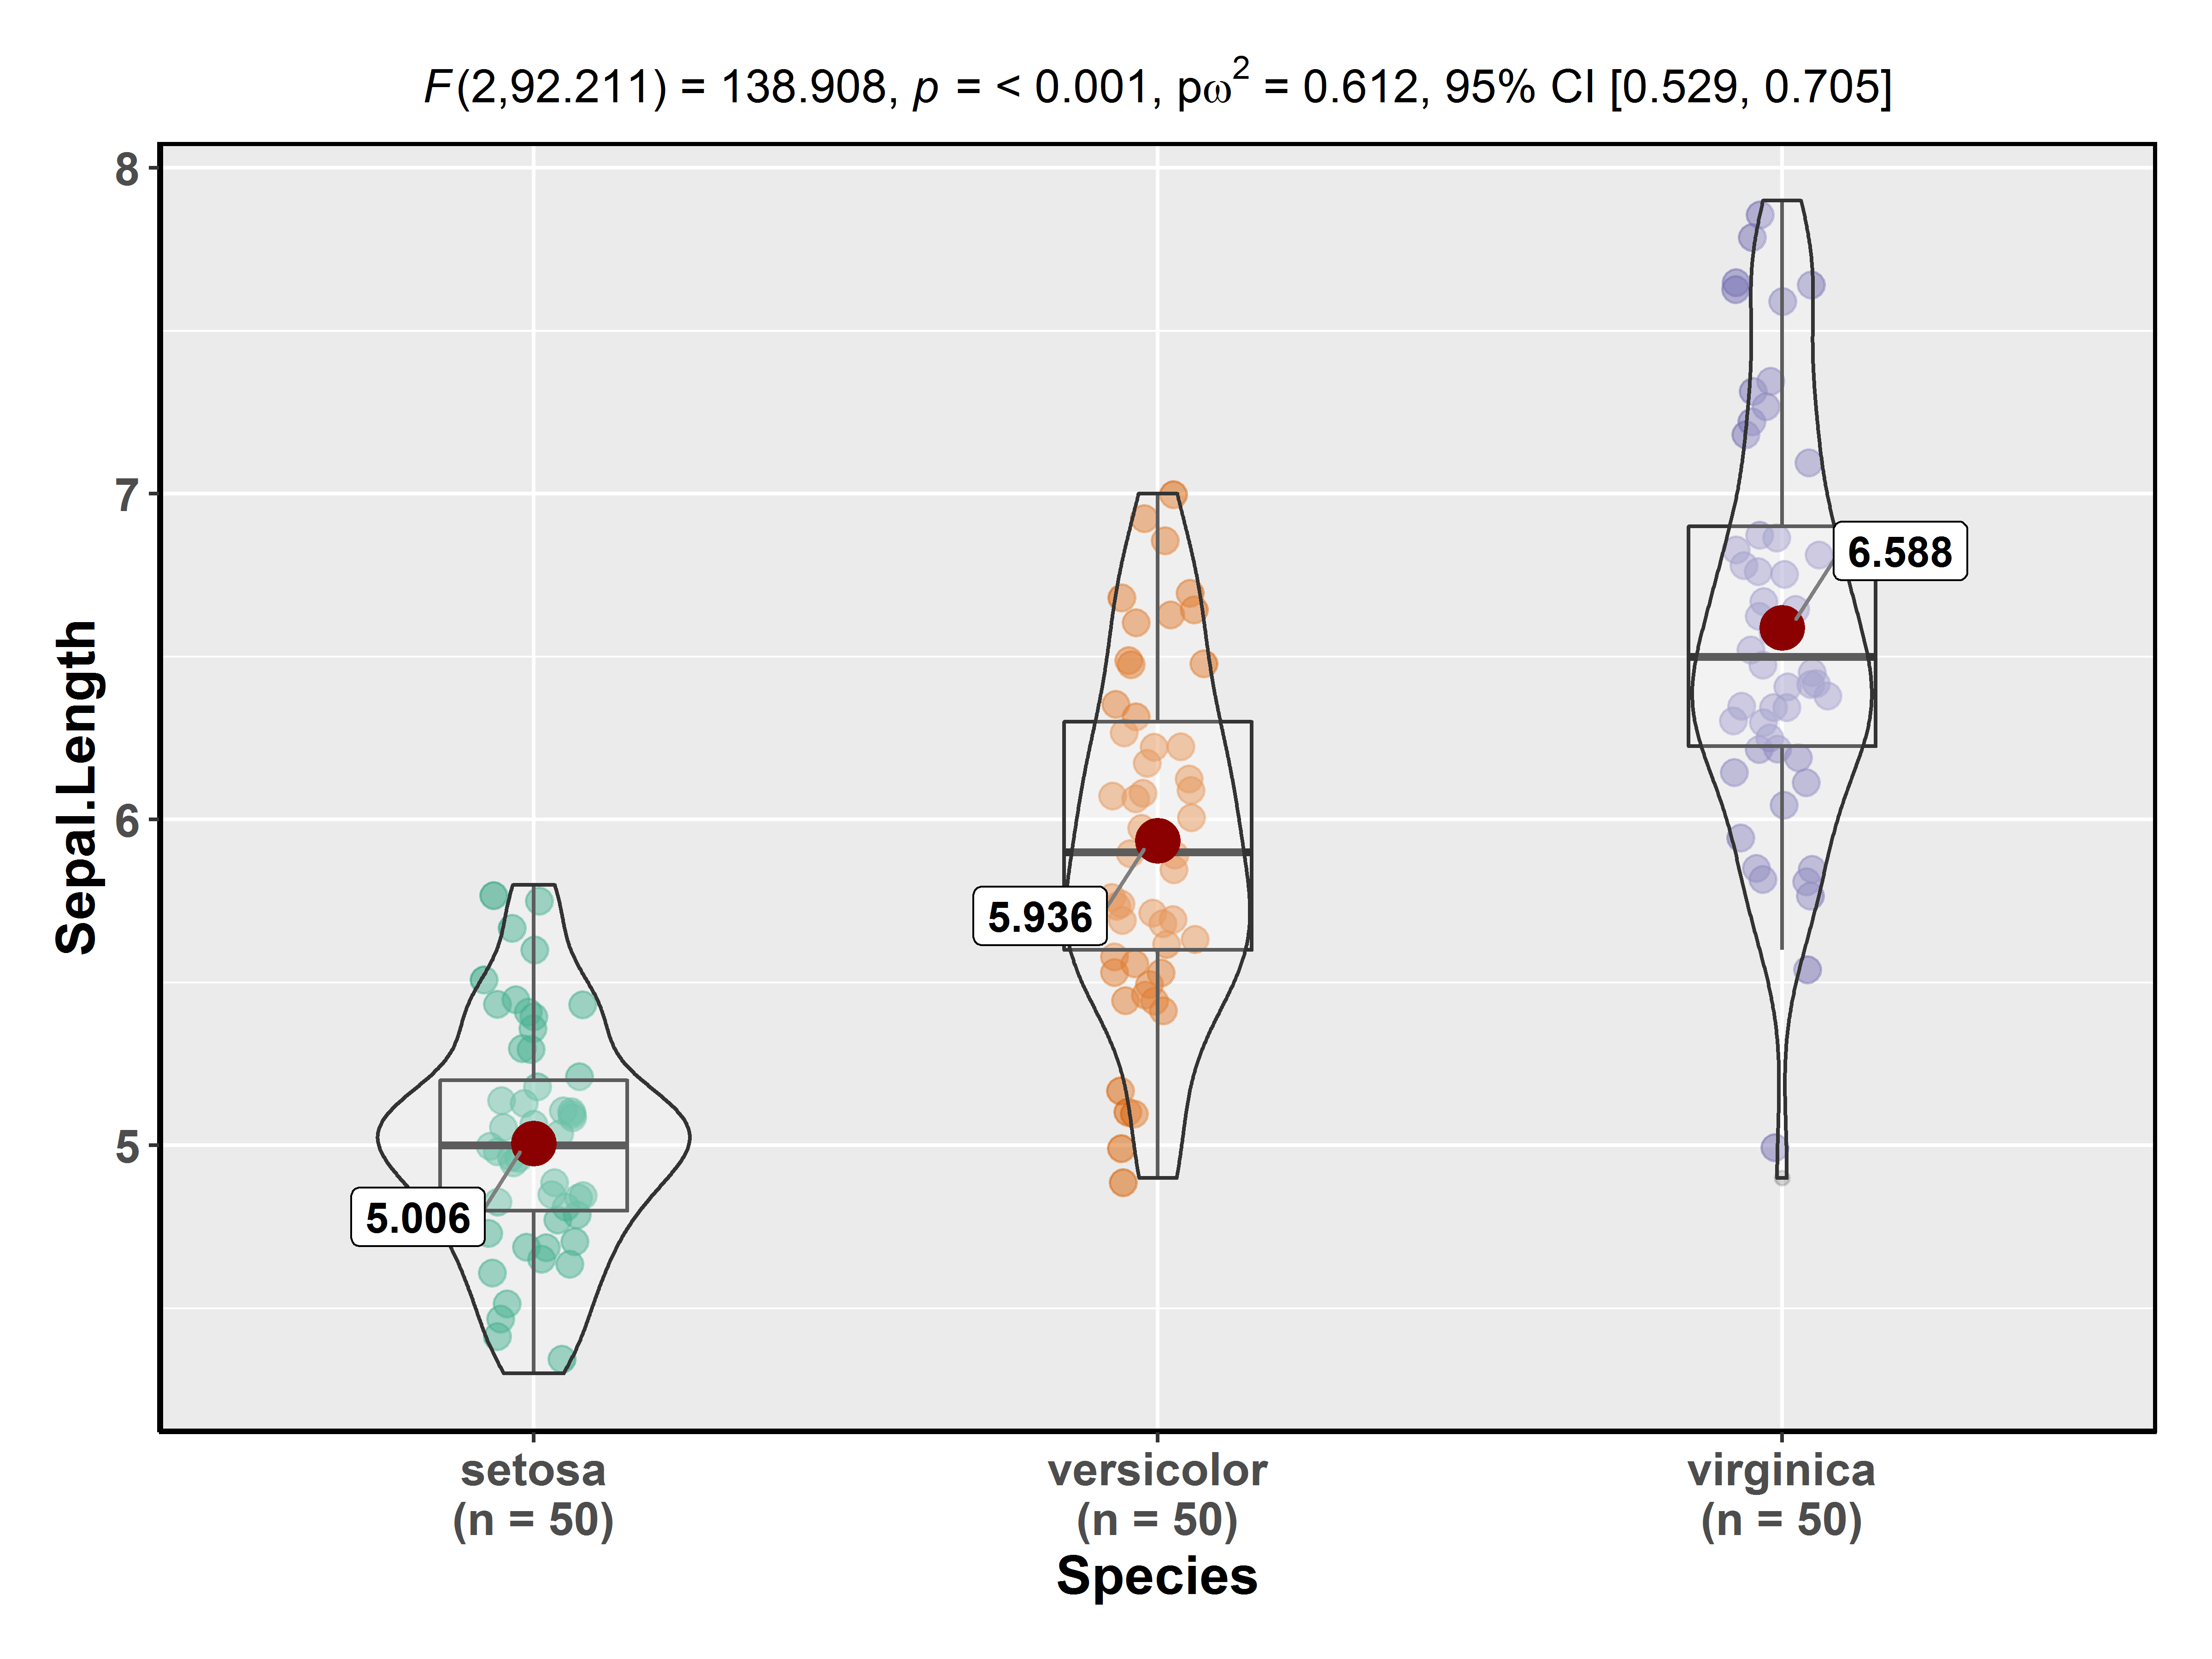 F(2,92.211) = 138.908, p = < 0.001, pω² = 0.612, 95% CI [0.529, 0.705]
8
7
6
5
Sepal.Length
6.588
5.936
5.006
setosa
(n = 50)
versicolor
(n = 50)
virginica
(n = 50)
Species